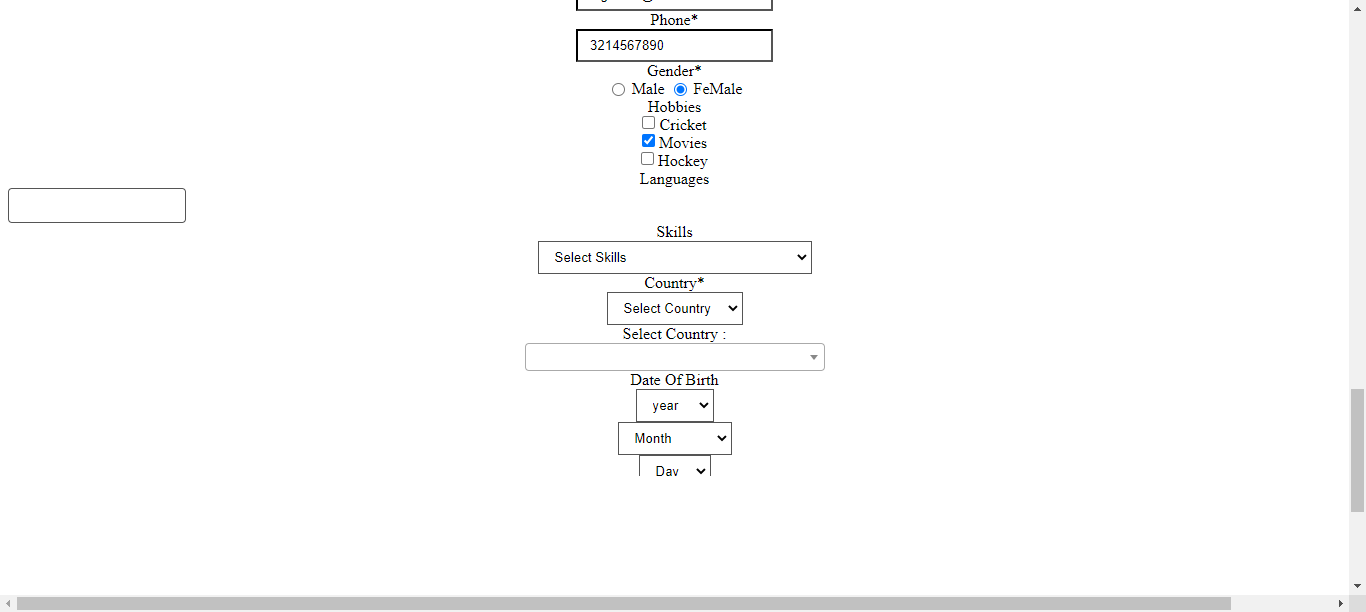 Phone*
3214567890
Gender*
Male FeMale
Hobbies
Cricket
Movies
Hockey
Languages
Skills
Select Skills
Country*
Select Country
Select Country :
Date Of Birth
year
Month
Day